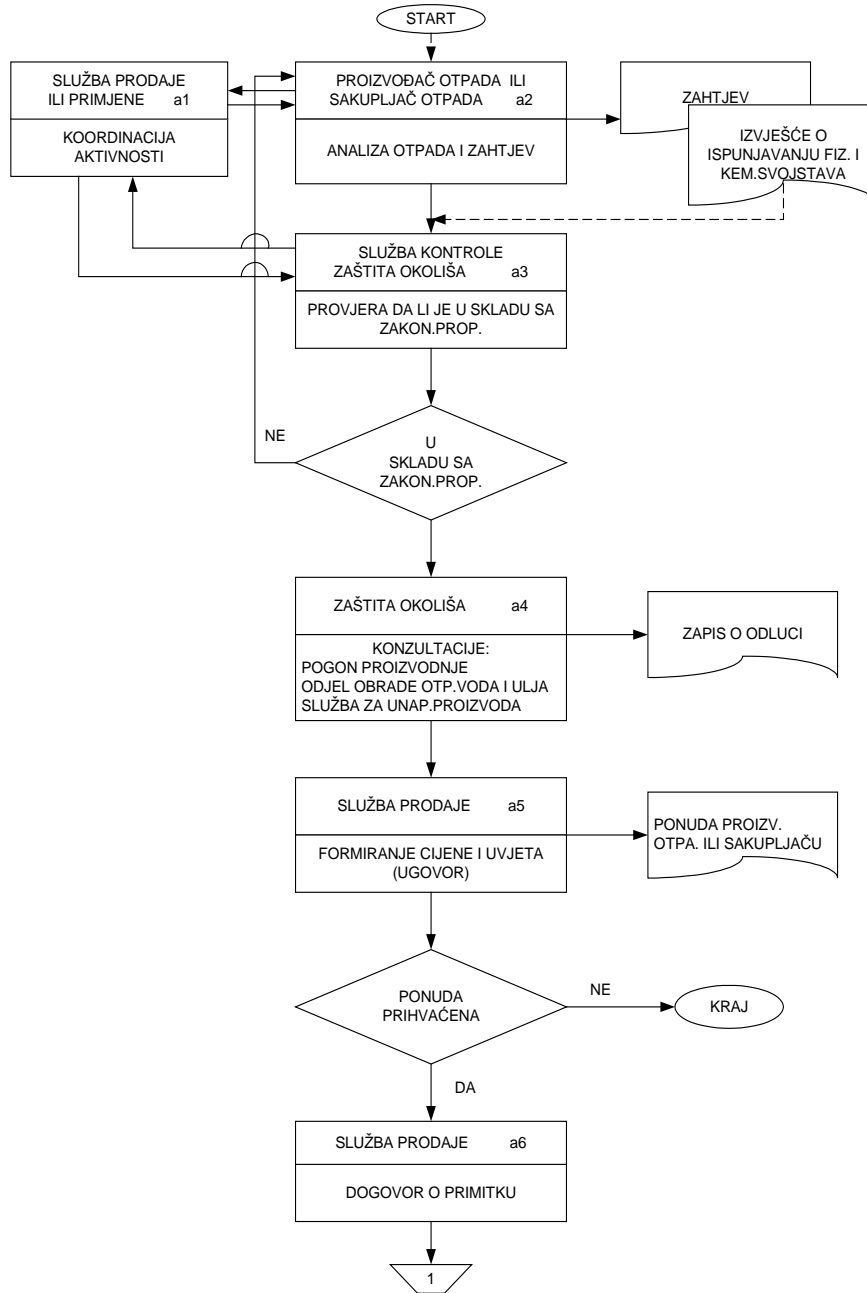 START
SLUŽBA PRODAJE
ILI PRIMJENE a1
KOORDINACIJA
AKTIVNOSTI
PROIZVOĐAČ OTPADA ILI
SAKUPLJAČ OTPADA a2
ANALIZA OTPADA I ZAHTJEV
ZAHTJEV
IZVJEŠĆE O
ISPUNJAVANJU FIZ. I
KEM.SVOJSTAVA
SLUŽBA KONTROLE
ZAŠTITA OKOLIŠA a3
PROVJERA DA LI JE U SKLADU SA
ZAKON.PROP.
NE
U
SKLADU SA
ZAKON.PROP.
ZAŠTITA OKOLIŠA a4
KONZULTACIJE:
POGON PROIZVODNJE
ODJEL OBRADE OTP.VODA I ULJA
SLUŽBA ZA UNAP.PROIZVODA
ZAPIS O ODLUCI
SLUŽBA PRODAJE a5
FORMIRANJE CIJENE I UVJETA
(UGOVOR)
PONUDA PROIZV.
OTPA. ILI SAKUPLJAČU
PONUDA
PRIHVAĆENA
NE
KRAJ
DA
SLUŽBA PRODAJE a6
DOGOVOR O PRIMITKU
1